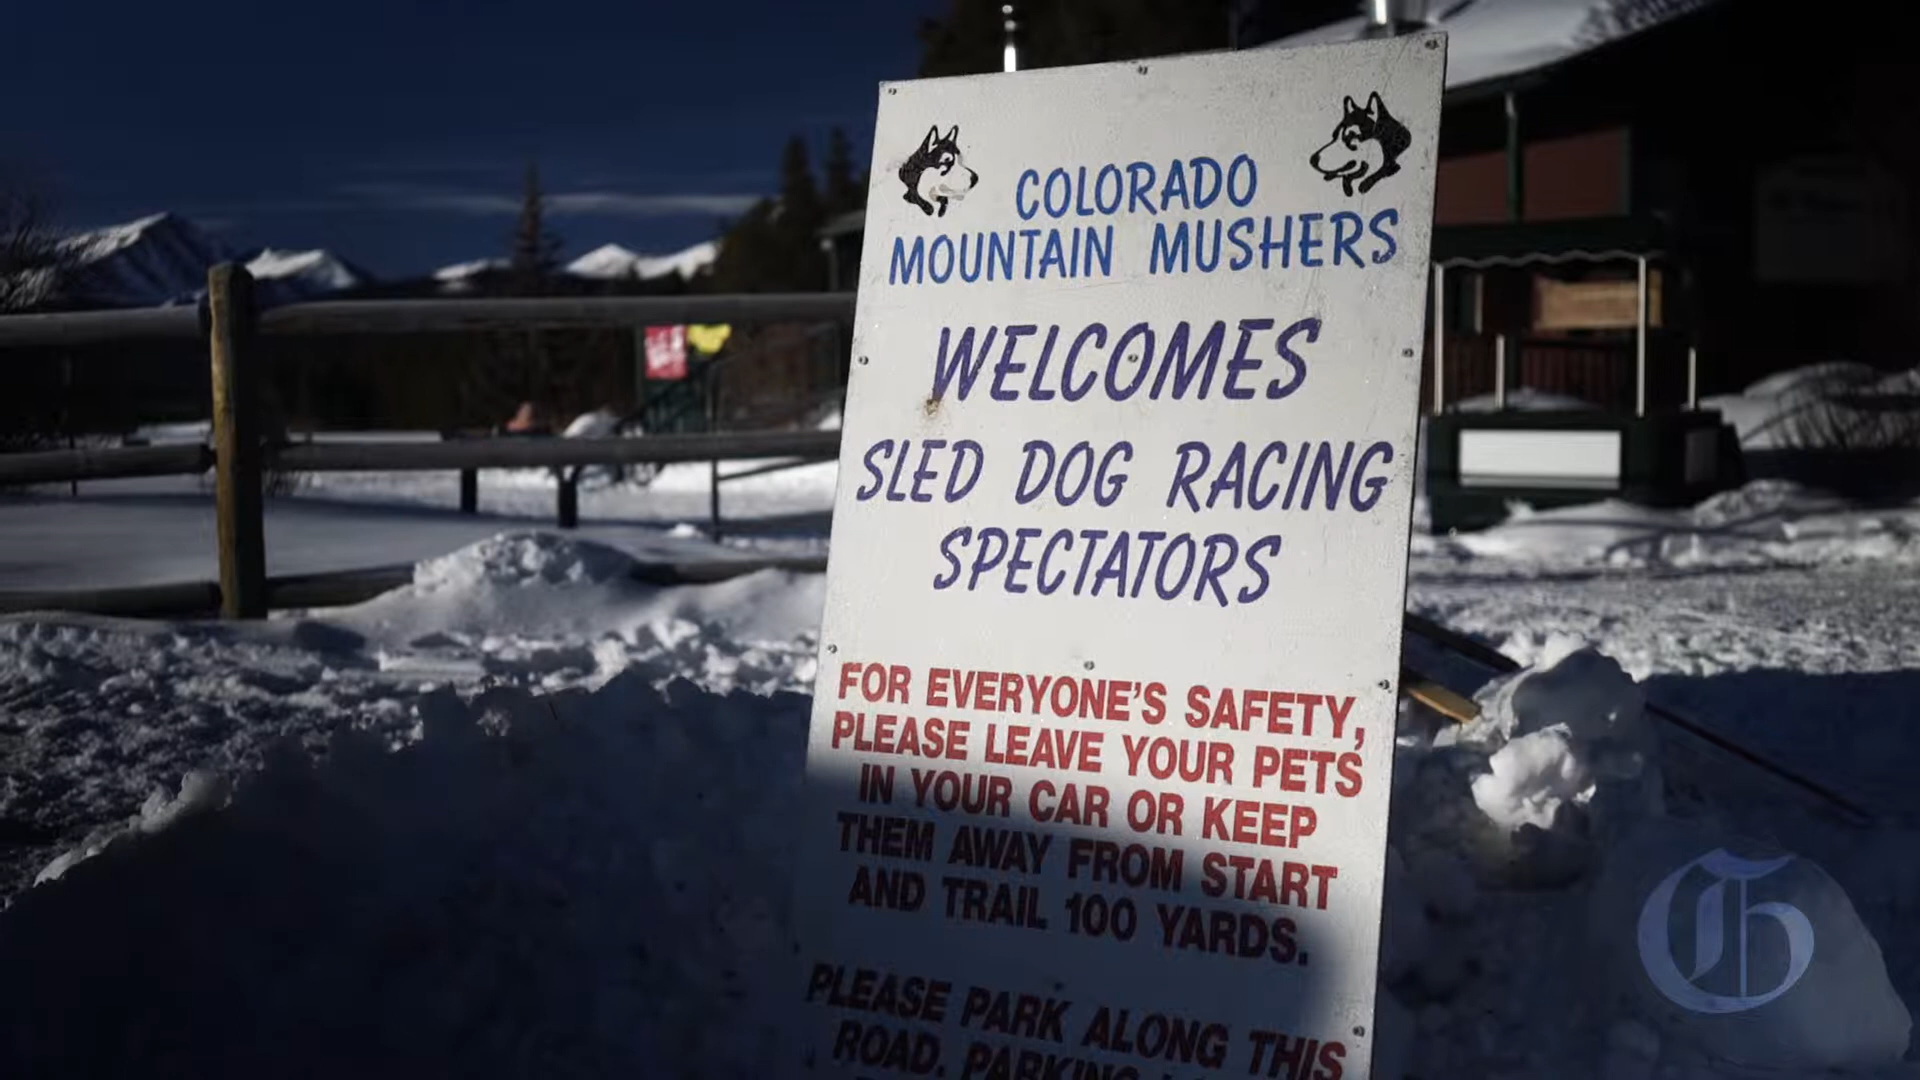 COLORADO
MOUNTAIN MUSHERS
WELCOMES
SLED DOG RACING
SPECTATORS
FOR EVERYONE'S SAFETY,
PLEASE LEAVE YOUR PETS
IN YOUR CAR OR KEEP
THEM AWAY FROM START
AND TRAIL 100 YARDS.
PLEASE PARK ALONG THIS
ROAD. PARKING
G